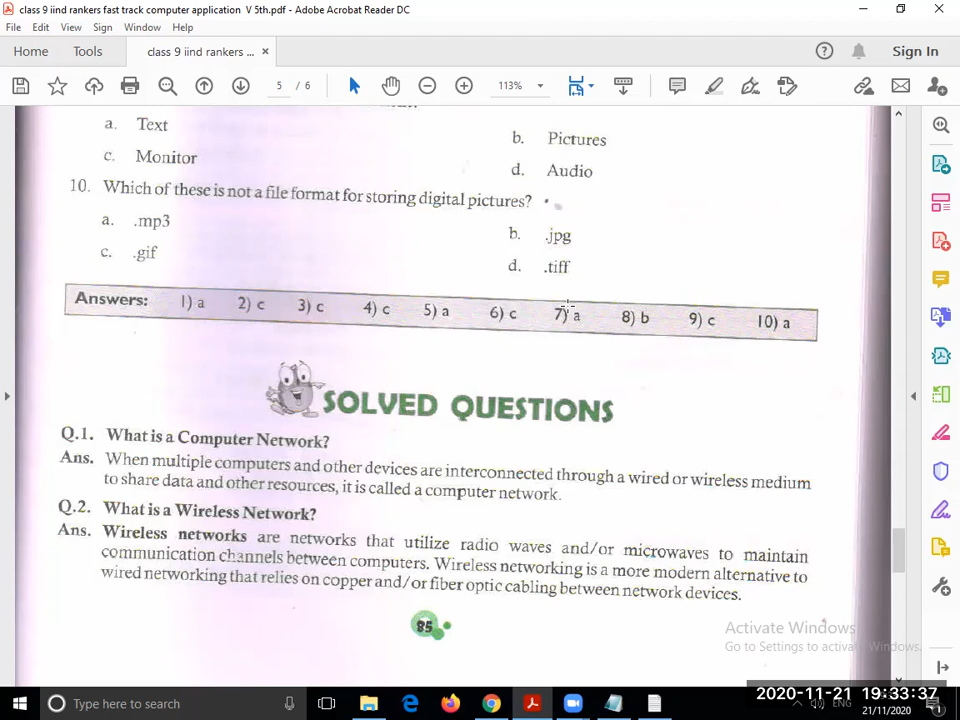 class 9 iind rankers fast track computer application V 5th.pdf - Adobe Acrobat Reader DC
File Edit View Sign Window Help
Home Tools class 9 iind rankers ... × Sign In
5 / 6 113%
a. Text
b. Pictures
c. Monitor
d. Audio
10. Which of these is not a file format for storing digital pictures?
a. .mp3
b. .jpg
c. .gif
d. .tiff
Answers: 1) a 2) c 3) c 4) c 5) a 6) c 7) a 8) b 9) c 10) a
SOLVED QUESTIONS
Q.1. What is a Computer Network?
Ans. When multiple computers and other devices are interconnected through a wired or wireless medium
to share data and other resources, it is called a computer network.
Q.2. What is a Wireless Network?
Ans. Wireless networks are networks that utilize radio waves and/or microwaves to maintain
communication channels between computers. Wireless networking is a more modern alternative to
wired networking that relies on copper and/or fiber optic cabling between network devices.
85
Activate Windows
Go to Settings to activate Windows.
Type here to search
2020-11-21 19:33:37
ENG
21/11/2020